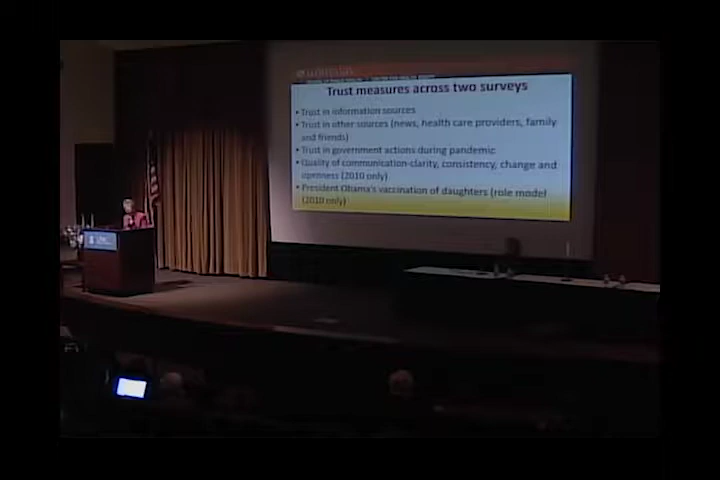 Trust measures across two surveys
• Trust in information sources
• Trust in other sources (news, health care providers, family
and friends)
• Trust in government actions during pandemic
• Quality of communication-clarity, consistency, change and
openness (2010 only)
• President Obama's vaccination of daughters (role model
(2010 only)